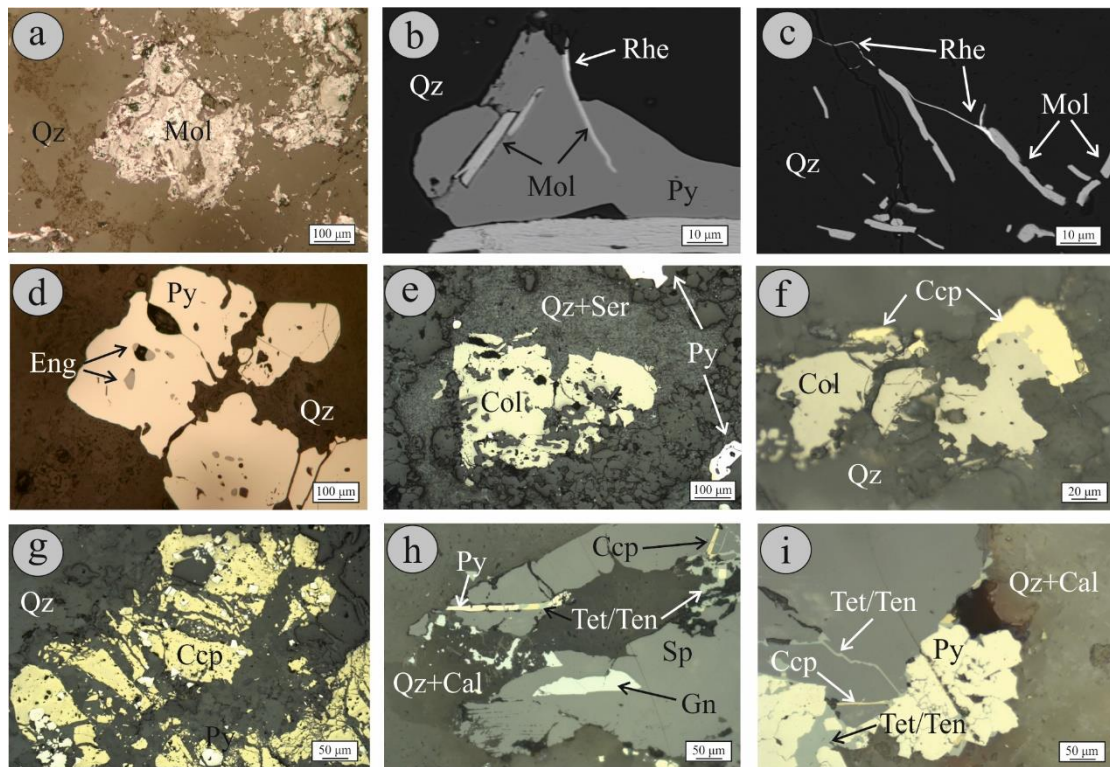 a
Qz
Mol
100 μm
b
Rhe
Qz
Mol
Py
10 μm
c
Rhe
Mol
Qz
10 μm
d
Py
Eng
Qz
100 μm
e
Qz+Ser
Py
Col
100 μm
f
Ccp
Col
Qz
20 μm
g
Qz
Ccp
Py
50 μm
h
Ccp
Py
Tet/Ten
Sp
Qz+Cal
Gn
50 μm
i
Qz+Cal
Tet/Ten
Py
Ccp
Tet/Ten
50 μm